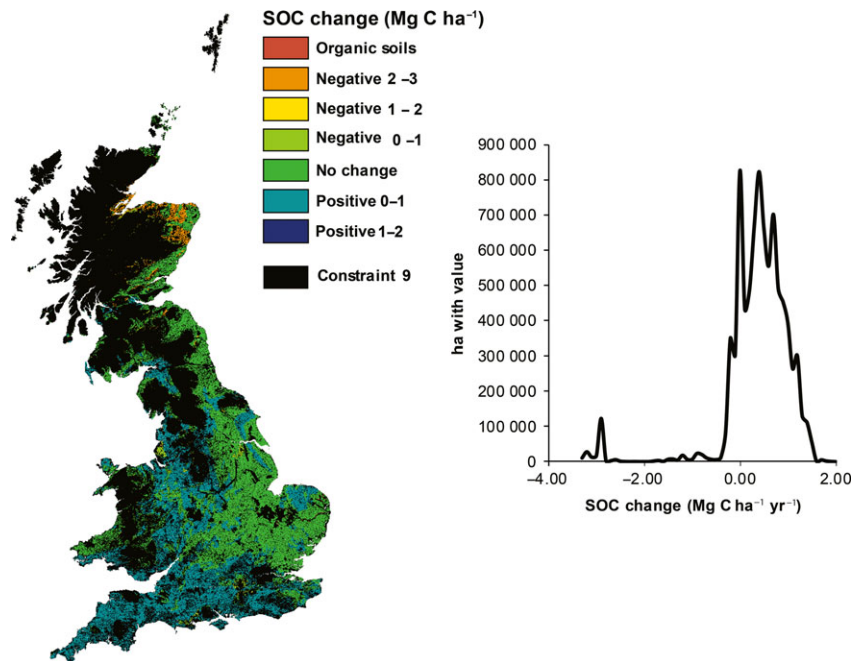 SOC change (Mg C ha⁻¹)
Organic soils
Negative 2 –3
Negative 1 – 2
Negative 0 –1
No change
Positive 0–1
Positive 1–2
Constraint 9
900 000
800 000
700 000
600 000
500 000
400 000
300 000
200 000
100 000
0
ha with value
–4.00 –2.00 0.00 2.00
SOC change (Mg C ha⁻¹ yr⁻¹)